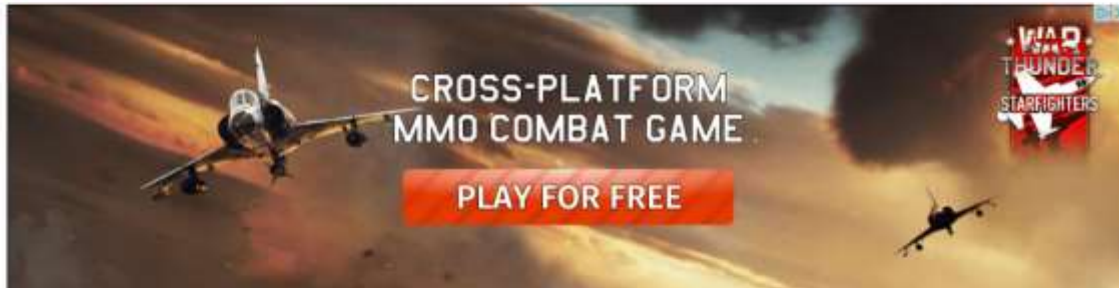 CROSS-PLATFORM
MMO COMBAT GAME
PLAY FOR FREE
WAR
THUNDER
STARFIGHTERS